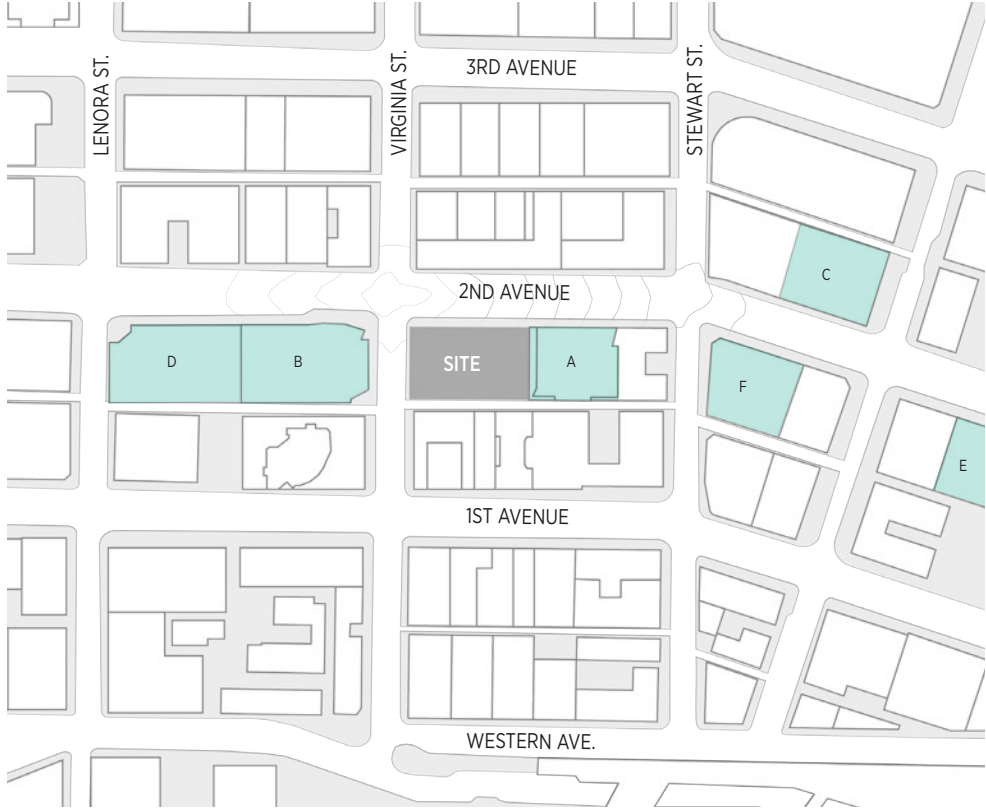 3RD AVENUE
LENORA ST.
VIRGINIA ST.
STEWART ST.
C
2ND AVENUE
D
B
SITE
A
F
E
1ST AVENUE
WESTERN AVE.